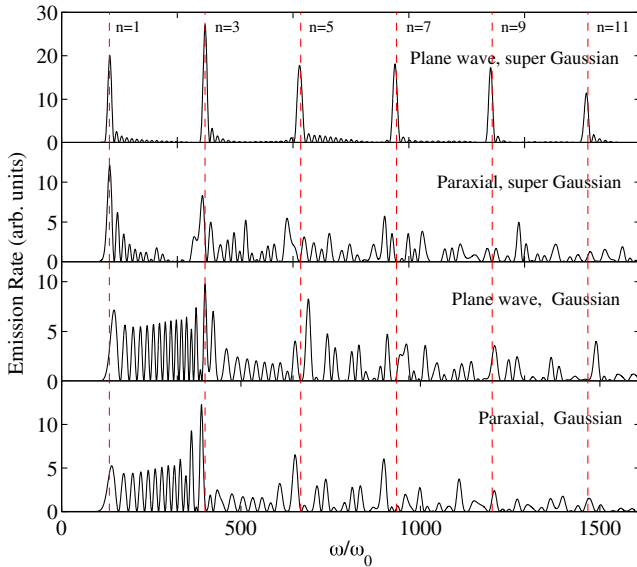 30
n=1 n=3 n=5 n=7 n=9 n=11
Plane wave, super Gaussian
20
10
0
Paraxial, super Gaussian
10
5
0
Plane wave, Gaussian
10
5
0
Paraxial, Gaussian
10
5
0
Emission Rate (arb. units)
0 500 1000 1500
ω/ω0